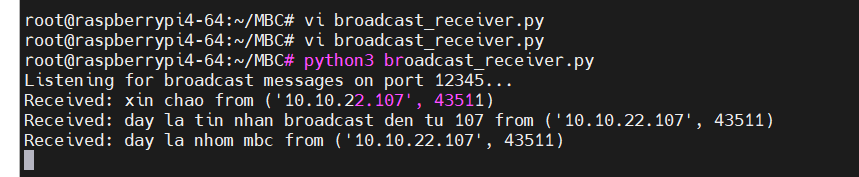 root@raspberrypi4-64:~/MBC# vi broadcast_receiver.py
root@raspberrypi4-64:~/MBC# vi broadcast_receiver.py
root@raspberrypi4-64:~/MBC# python3 broadcast_receiver.py
Listening for broadcast messages on port 12345...
Received: xin chao from ('10.10.22.107', 43511)
Received: day la tin nhan broadcast den tu 107 from ('10.10.22.107', 43511)
Received: day la nhom mbc from ('10.10.22.107', 43511)